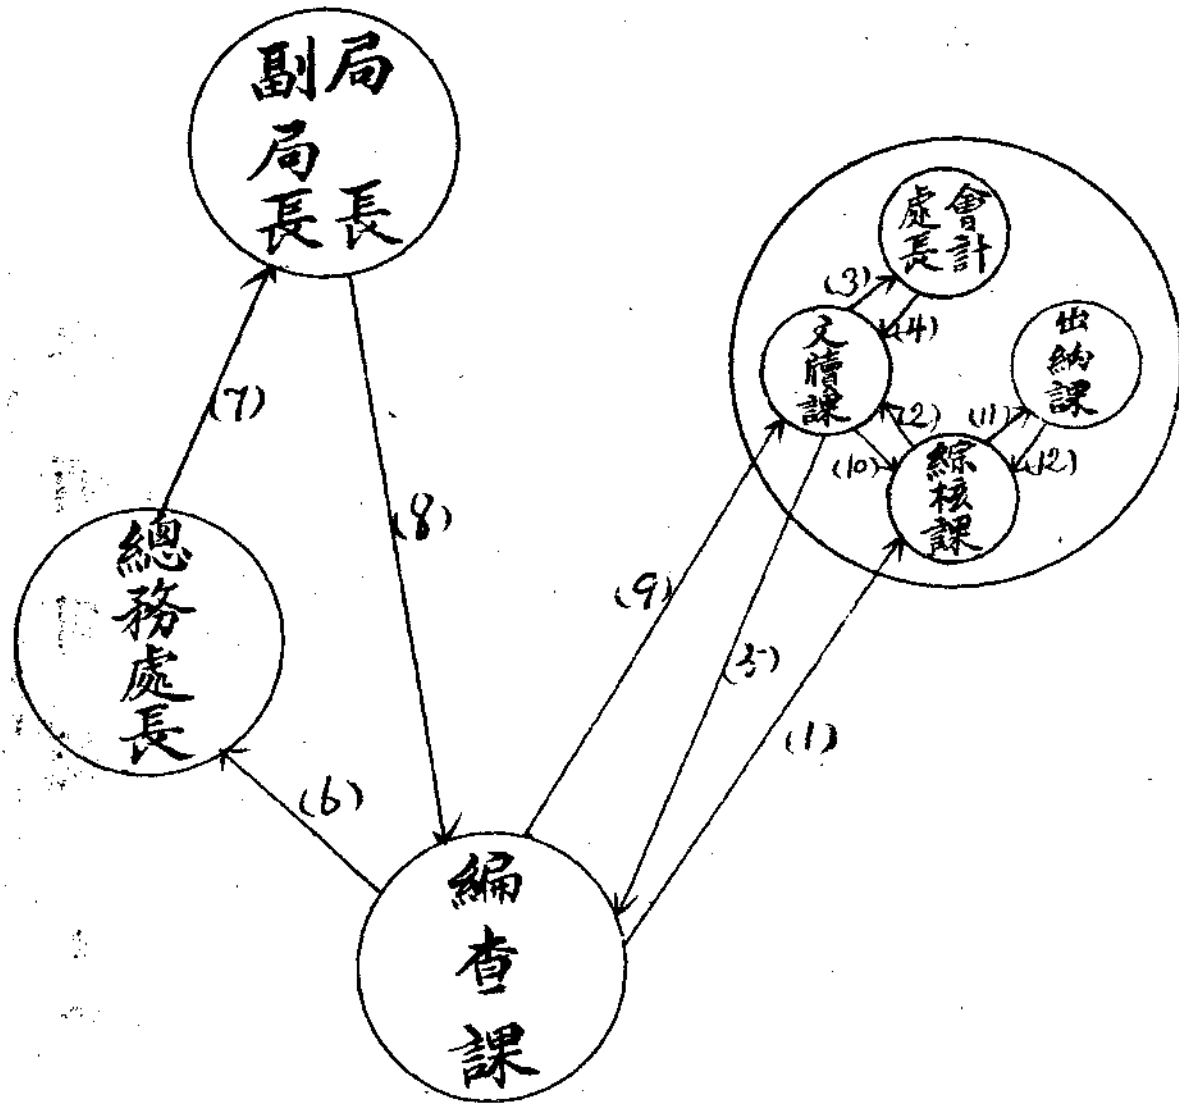 局長
副局長
會計
處長
(3)
(4)
文牘課
出納課
(2)
(11)
(10)
(12)
綜核課
(7)
(8)
總務處長
(9)
(5)
(1)
(6)
編查課